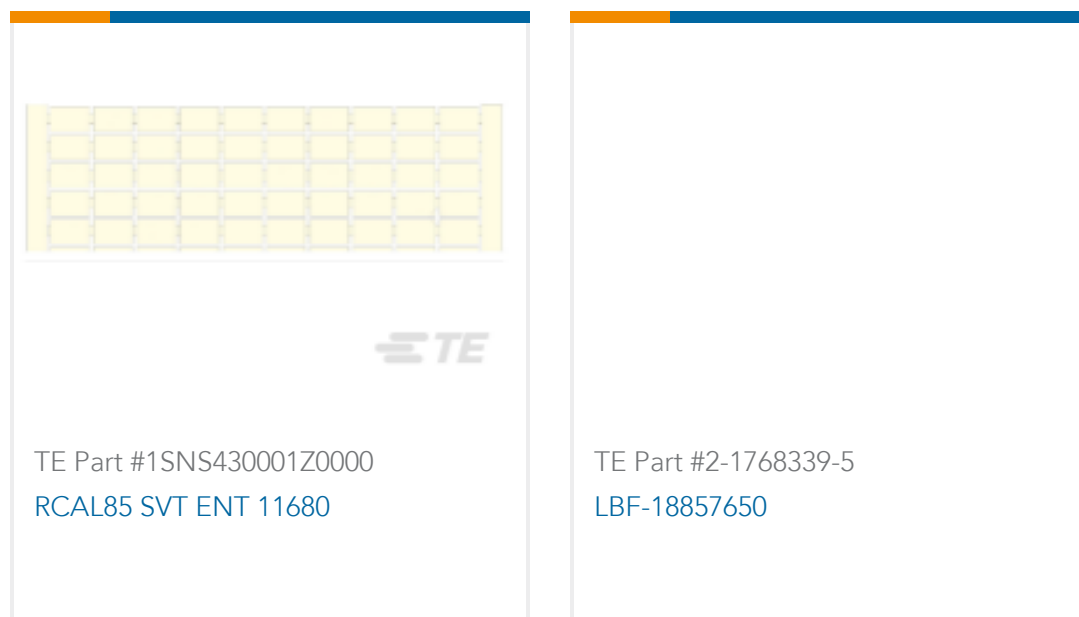 TE
TE Part #1SNS430001Z0000
RCAL85 SVT ENT 11680
TE Part #2-1768339-5
LBF-18857650